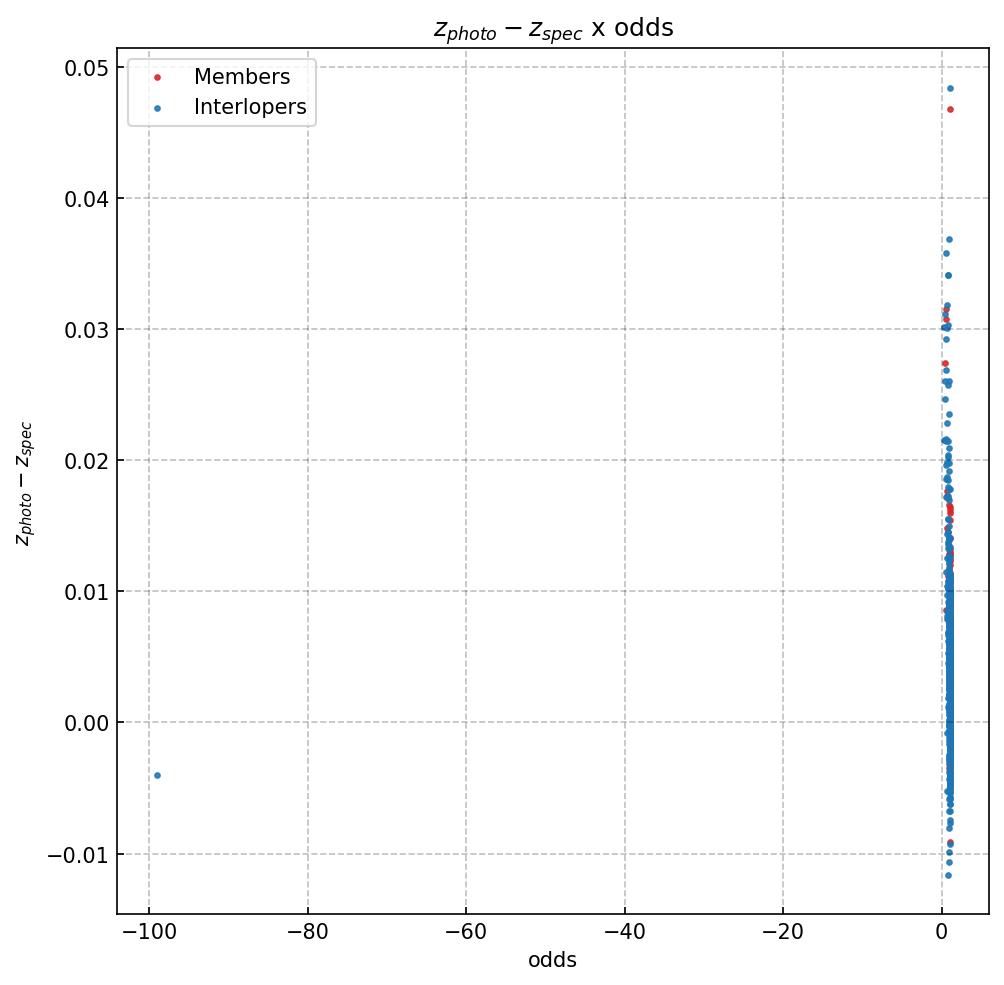 z_photo − z_spec x odds
Members
Interlopers
0.05
0.04
0.03
0.02
0.01
0.00
−0.01
z_photo − z_spec
−100
−80
−60
−40
−20
0
odds